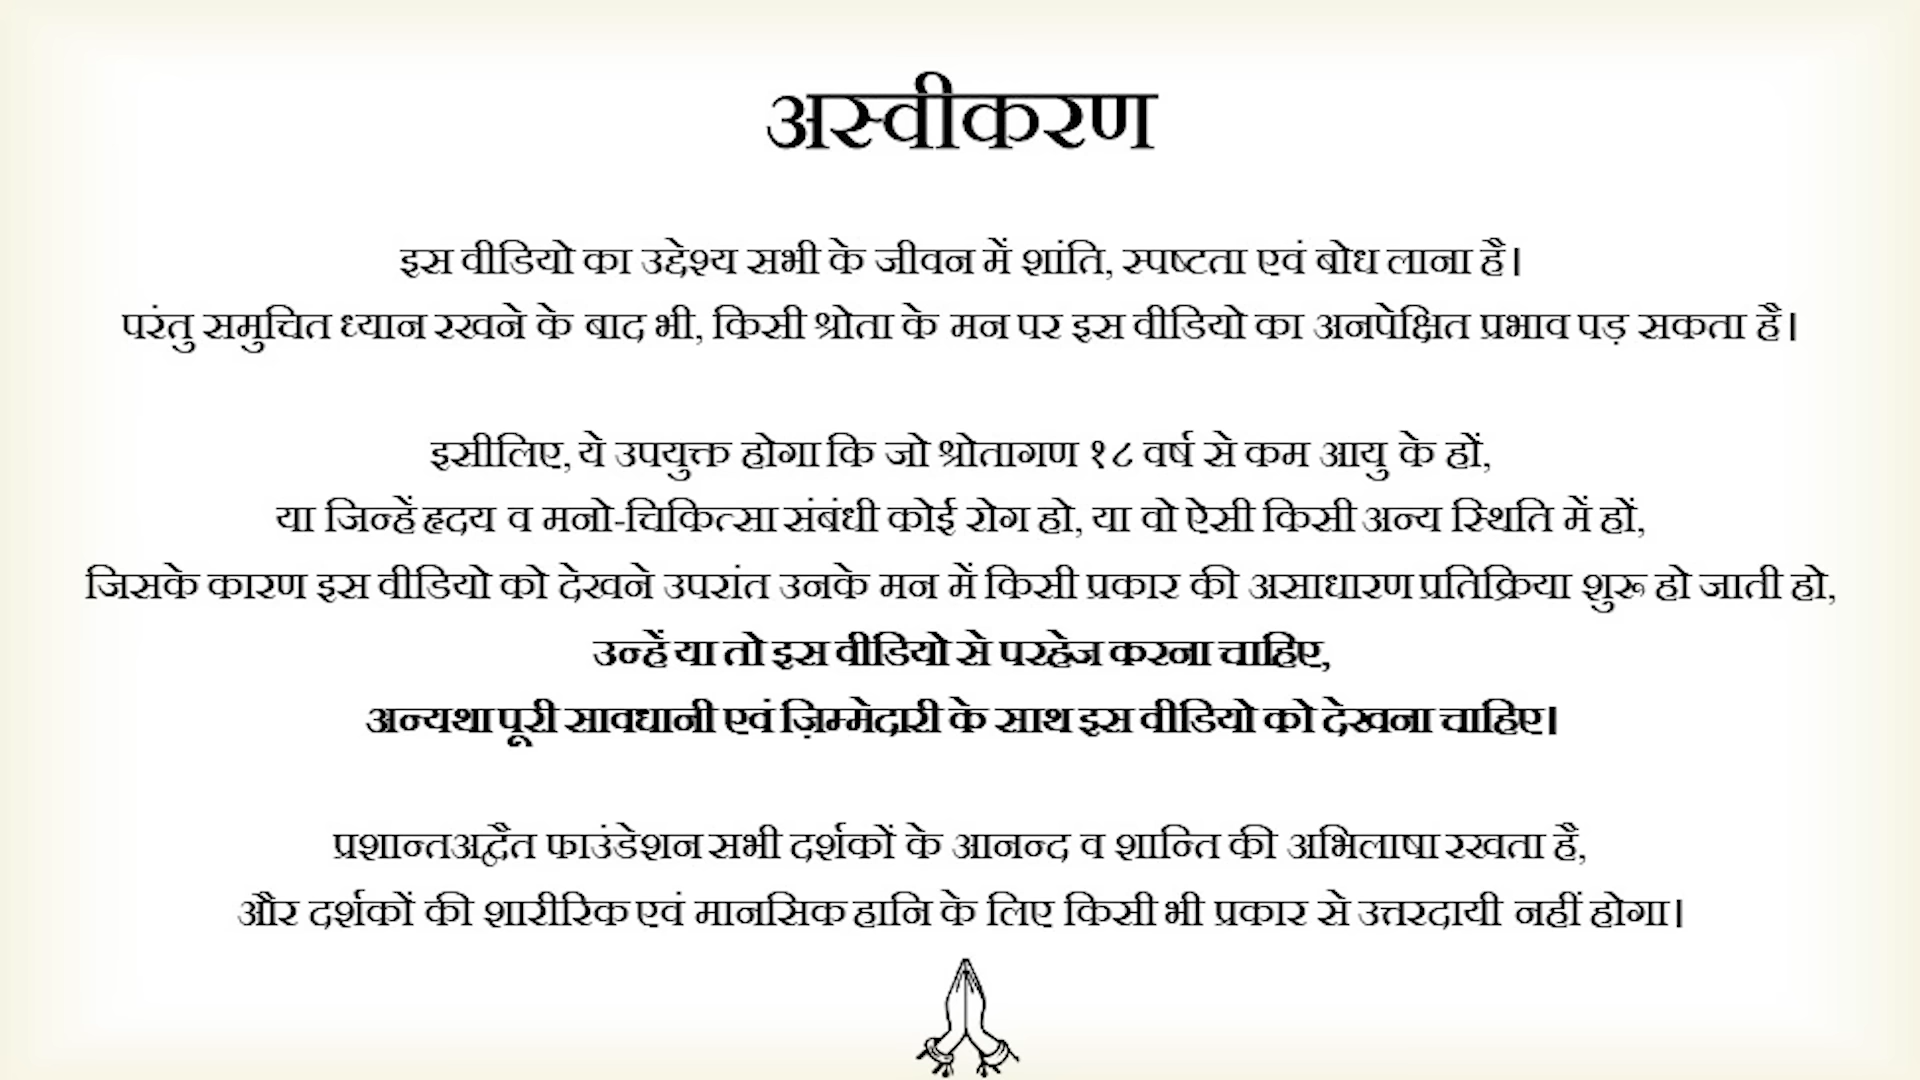 अस्वीकरण
इस वीडियो का उद्देश्य सभी के जीवन में शांति, स्पष्टता एवं बोध लाना है।
परंतु समुचित ध्यान रखने के बाद भी, किसी श्रोता के मन पर इस वीडियो का अनपेक्षित प्रभाव पड़ सकता है।
इसीलिए, ये उपयुक्त होगा कि जो श्रोतागण १८ वर्ष से कम आयु के हों,
या जिन्हें हृदय व मनो-चिकित्सा संबंधी कोई रोग हो, या वो ऐसी किसी अन्य स्थिति में हों,
जिसके कारण इस वीडियो को देखने उपरांत उनके मन में किसी प्रकार की असाधारण प्रतिक्रिया शुरू हो जाती हो,
उन्हें या तो इस वीडियो से परहेज करना चाहिए,
अन्यथा पूरी सावधानी एवं ज़िम्मेदारी के साथ इस वीडियो को देखना चाहिए।
प्रशान्तअद्वैत फाउंडेशन सभी दर्शकों के आनन्द व शान्ति की अभिलाषा रखता है,
और दर्शकों की शारीरिक एवं मानसिक हानि के लिए किसी भी प्रकार से उत्तरदायी नहीं होगा।